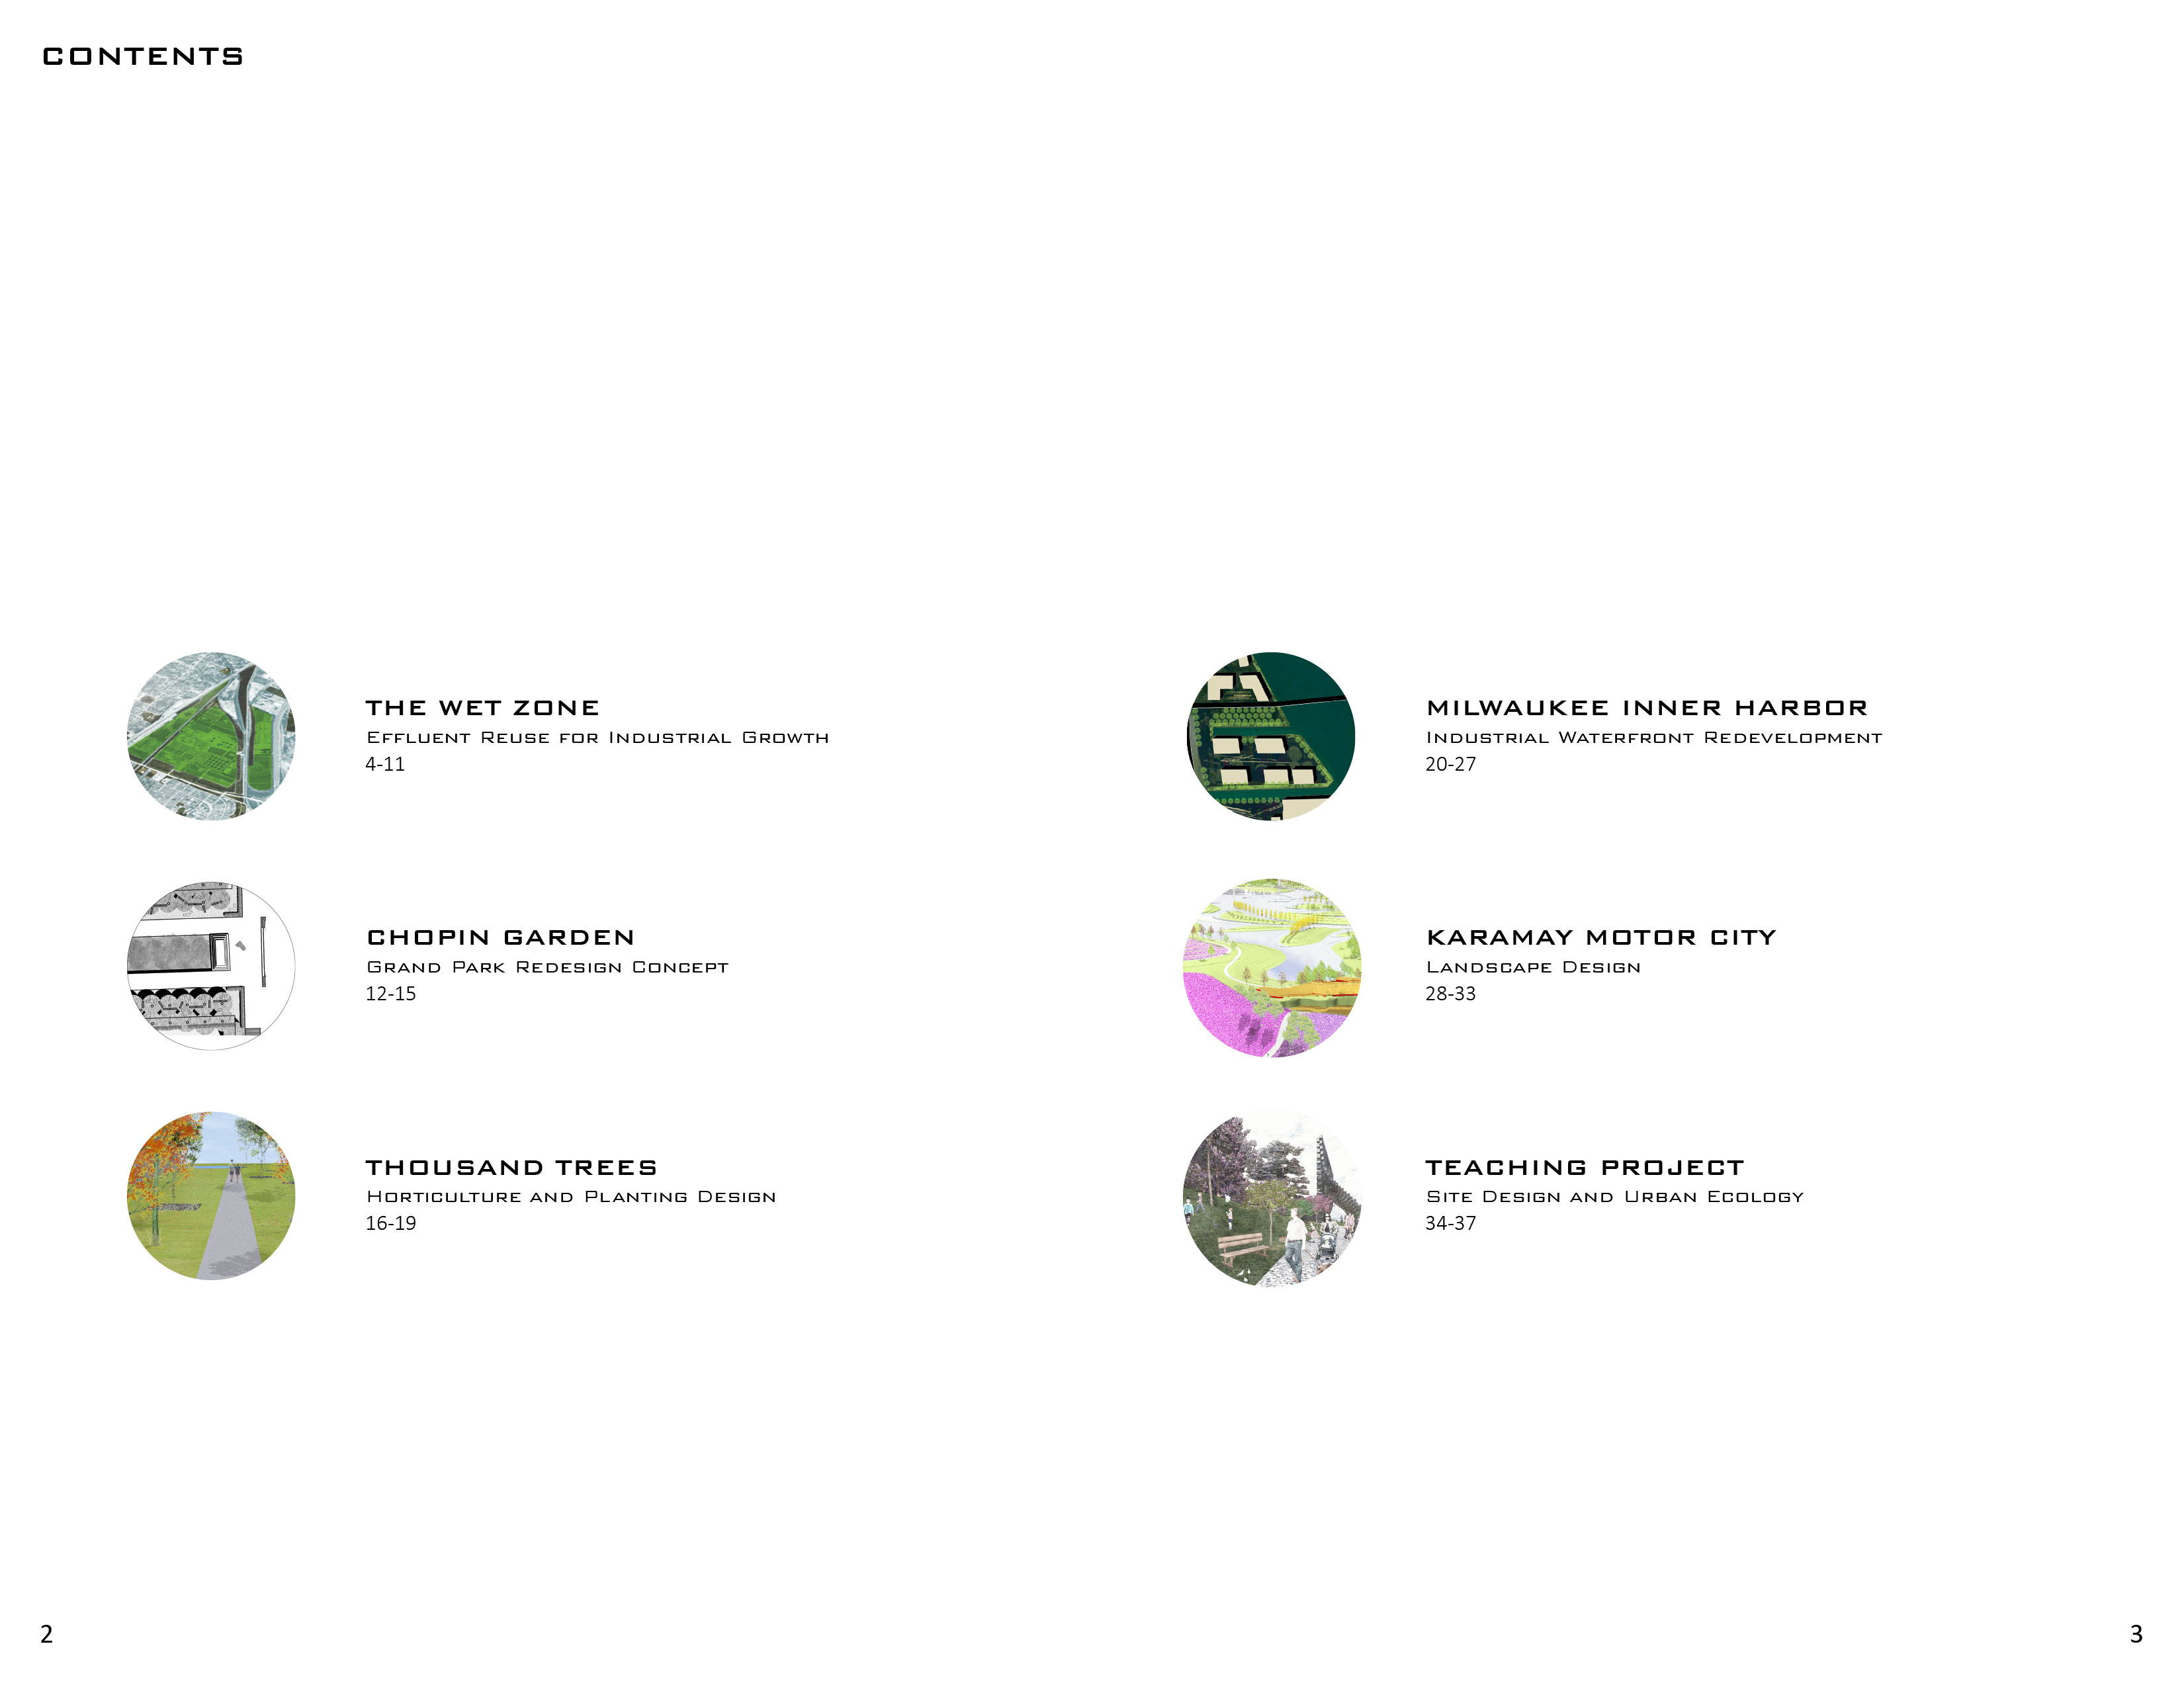 CONTENTS
THE WET ZONE
Effluent Reuse for Industrial Growth
4-11
CHOPIN GARDEN
Grand Park Redesign Concept
12-15
THOUSAND TREES
Horticulture and Planting Design
16-19
MILWAUKEE INNER HARBOR
Industrial Waterfront Redevelopment
20-27
KARAMAY MOTOR CITY
Landscape Design
28-33
TEACHING PROJECT
Site Design and Urban Ecology
34-37
2
3